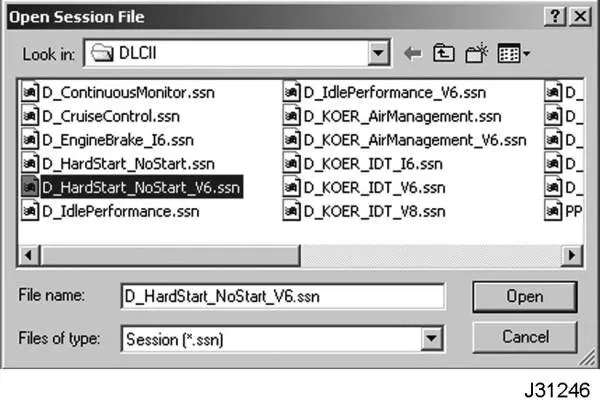 Open Session File
Look in: DLCII
D_ContinuousMonitor.ssn
D_CruiseControl.ssn
D_EngineBrake_I6.ssn
D_HardStart_NoStart.ssn
D_HardStart_NoStart_V6.ssn
D_IdlePerformance.ssn
D_IdlePerformance_V6.ssn
D_KOER_AirManagement.ssn
D_KOER_AirManagement_V6.ssn
D_KOER_IDT_I6.ssn
D_KOER_IDT_V6.ssn
D_KOER_IDT_V8.ssn
D_
D_
D_
D_
D_
PP
File name: D_HardStart_NoStart_V6.ssn
Open
Files of type: Session (*.ssn)
Cancel
J31246